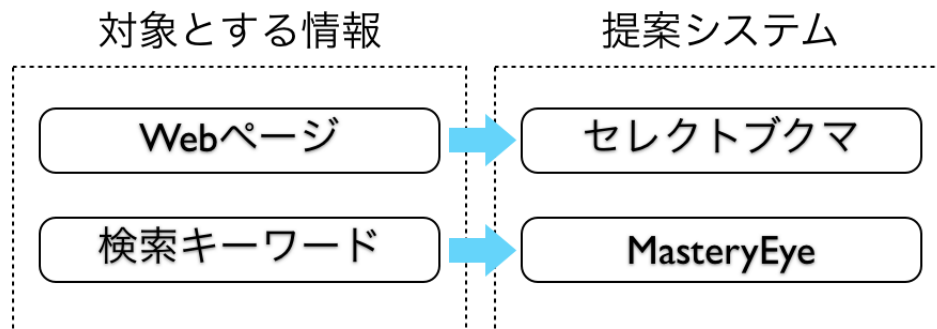 対象とする情報
提案システム
Webページ
セレクトブクマ
検索キーワード
MasteryEye